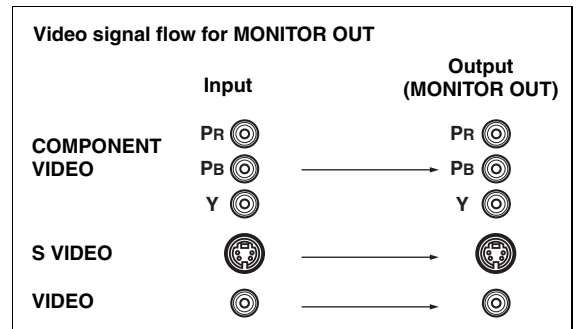 Video signal flow for MONITOR OUT
Input
Output
(MONITOR OUT)
COMPONENT
VIDEO
PR PR
PB PB
Y Y
S VIDEO
VIDEO